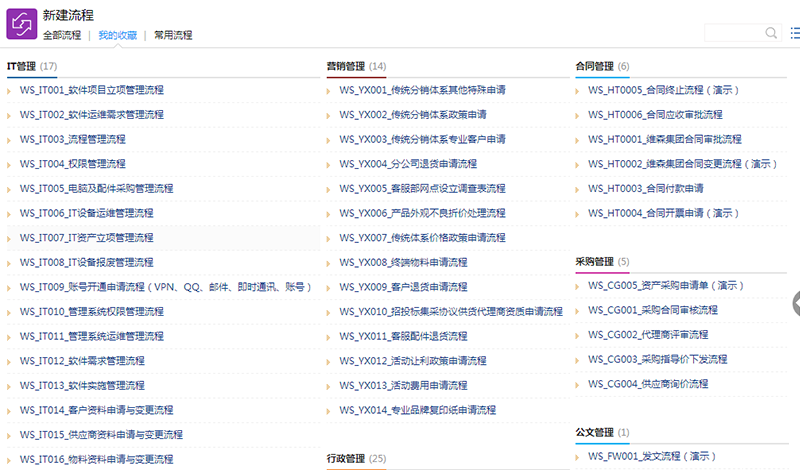 新建流程
全部流程 | 我的收藏 | 常用流程
IT管理 (17)
WS_IT001_软件项目立项管理流程
WS_IT002_软件运维需求管理流程
WS_IT003_流程管理流程
WS_IT004_权限管理流程
WS_IT005_电脑及配件采购管理流程
WS_IT006_IT设备运维管理流程
WS_IT007_IT资产立项管理流程
WS_IT008_IT设备报废管理流程
WS_IT009_账号开通申请流程（VPN、QQ、邮件、即时通讯、账号）
WS_IT010_管理系统权限管理流程
WS_IT011_管理系统运维管理流程
WS_IT012_软件需求管理流程
WS_IT013_软件实施管理流程
WS_IT014_客户资料申请与变更流程
WS_IT015_供应商资料申请与变更流程
WS_IT016_物料资料申请与变更流程
营销管理 (14)
WS_YX001_传统分销体系其他特殊申请
WS_YX002_传统分销体系政策申请
WS_YX003_传统分销体系专业客户申请
WS_YX004_分公司退货申请流程
WS_YX005_客服部网点设立调查表流程
WS_YX006_产品外观不良折价处理流程
WS_YX007_传统体系价格政策申请流程
WS_YX008_终端物料申请流程
WS_YX009_客户退货申请流程
WS_YX010_招投标集采协议供货代理商资质申请流程
WS_YX011_客服配件退货流程
WS_YX012_活动让利政策申请流程
WS_YX013_活动费用申请流程
WS_YX014_专业品牌复印纸申请流程
行政管理 (25)
合同管理 (6)
WS_HT0005_合同终止流程（演示）
WS_HT0006_合同应收审批流程
WS_HT0001_维森集团合同审批流程
WS_HT0002_维森集团合同变更流程（演示）
WS_HT0003_合同付款申请
WS_HT0004_合同开票申请（演示）
采购管理 (5)
WS_CG005_资产采购申请单（演示）
WS_CG001_采购合同审核流程
WS_CG002_代理商评审流程
WS_CG003_采购指导价下发流程
WS_CG004_供应商询价流程
公文管理 (1)
WS_FW001_发文流程（演示）